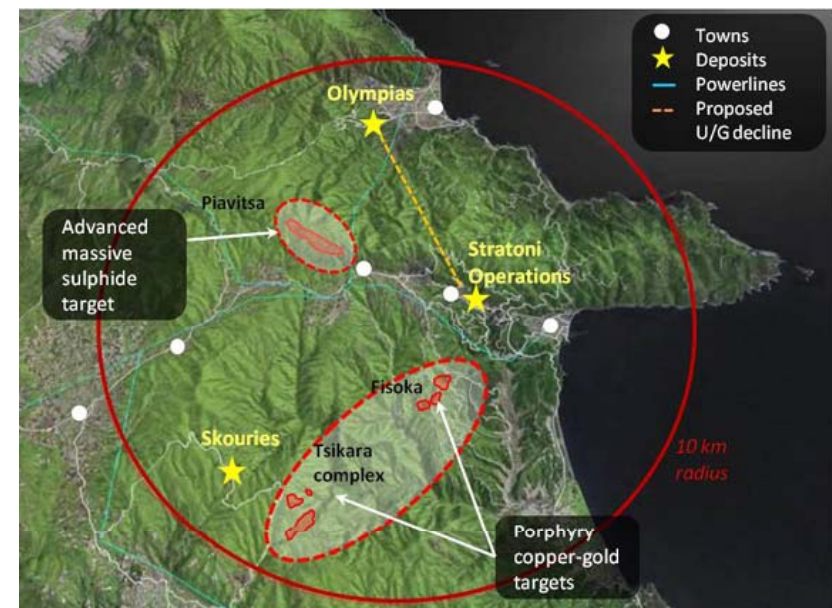 Towns
Deposits
Powerlines
Proposed
U/G decline
Olympias
Piavitsa
Advanced
massive
sulphide
target
Stratoni
Operations
Fisoka
Skouries
Tsikara
complex
10 km
radius
Porphyry
copper-gold
targets